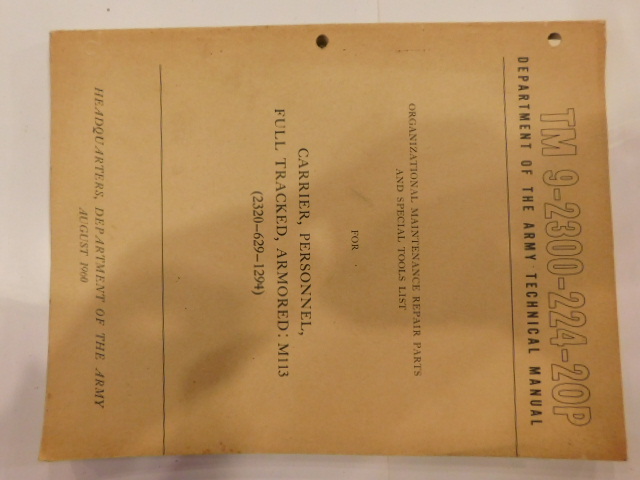 TM 9-2300-224-20P
DEPARTMENT OF THE ARMY TECHNICAL MANUAL
ORGANIZATIONAL MAINTENANCE REPAIR PARTS
AND SPECIAL TOOLS LIST
FOR
CARRIER, PERSONNEL,
FULL TRACKED, ARMORED: M113
(2320-629-1294)
HEADQUARTERS, DEPARTMENT OF THE ARMY
AUGUST 1960